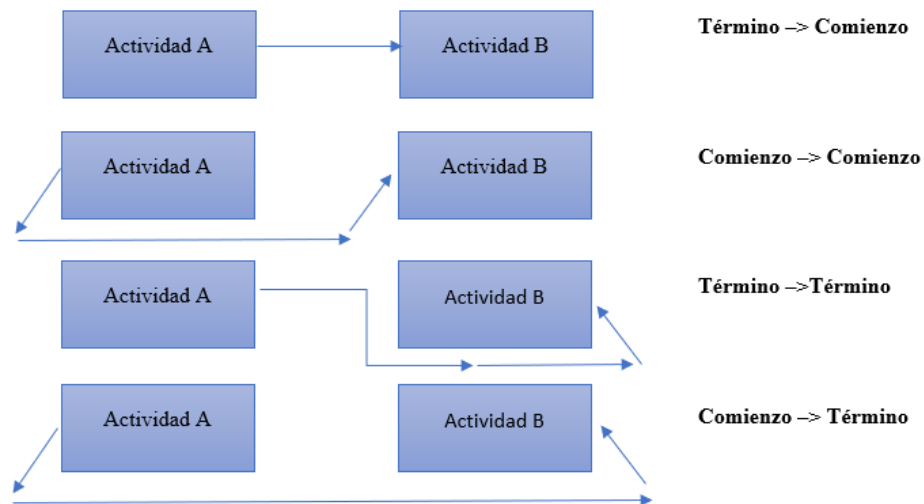 Actividad A
Actividad B
Término –> Comienzo
Actividad A
Actividad B
Comienzo –> Comienzo
Actividad A
Actividad B
Término –>Término
Actividad A
Actividad B
Comienzo –> Término